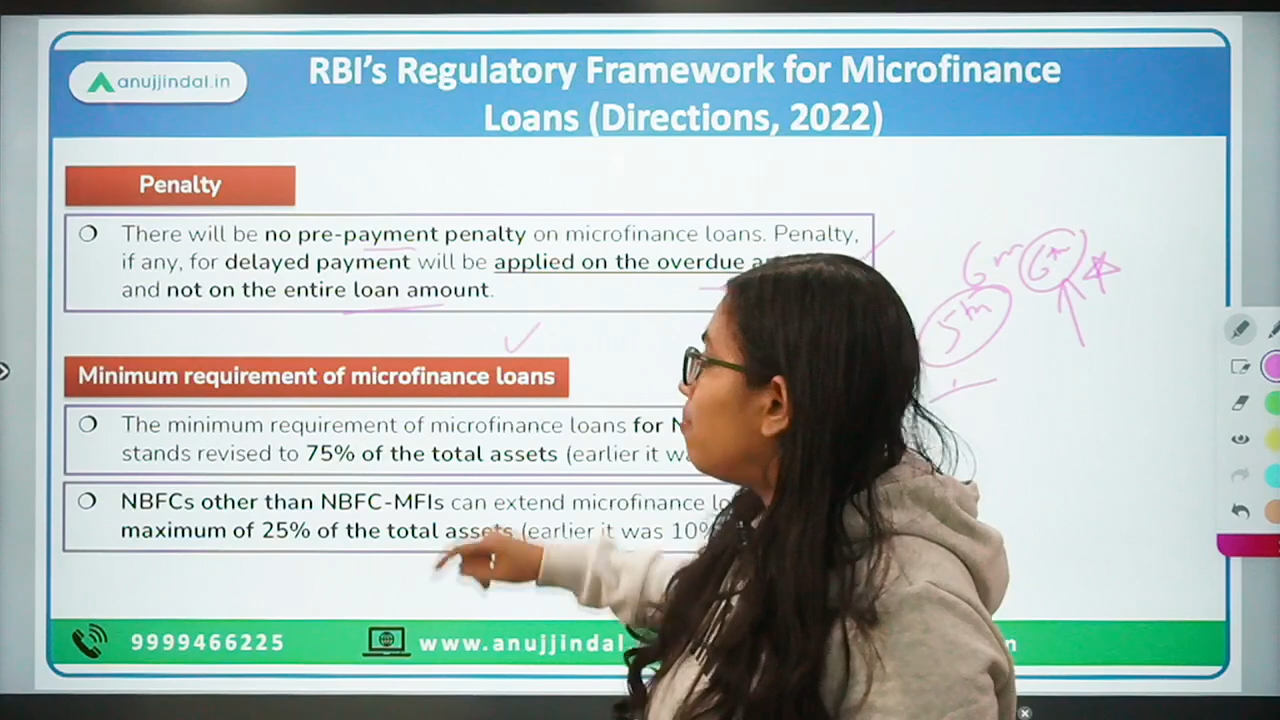 anujjindal.in
RBI's Regulatory Framework for Microfinance
Loans (Directions, 2022)
Penalty
There will be no pre-payment penalty on microfinance loans. Penalty,
if any, for delayed payment will be applied on the overdue
and not on the entire loan amount.
6m 6m
5m
Minimum requirement of microfinance loans
The minimum requirement of microfinance loans for
stands revised to 75% of the total assets (earlier it
NBFCs other than NBFC-MFIs can extend microfinance
maximum of 25% of the total assets (earlier it was 10%
9999466225
www.anujjindal